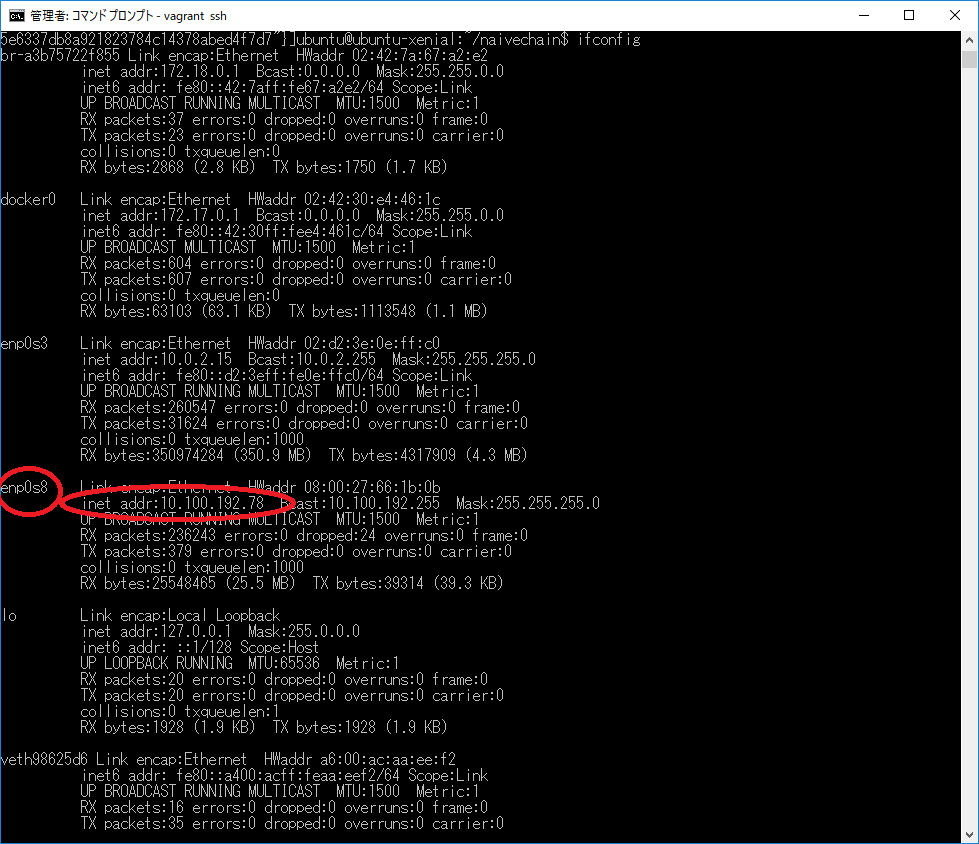 管理者: コマンドプロンプト - vagrant ssh
5e6337db8a921823784c14378abed4f7d7"}]ubuntu@ubuntu-xenial:~/naivechain$ ifconfig
br-a3b75722f855 Link encap:Ethernet  HWaddr 02:42:7a:67:a2:e2
inet addr:172.18.0.1  Bcast:0.0.0.0  Mask:255.255.0.0
inet6 addr: fe80::42:7aff:fe67:a2e2/64 Scope:Link
UP BROADCAST RUNNING MULTICAST  MTU:1500  Metric:1
RX packets:37 errors:0 dropped:0 overruns:0 frame:0
TX packets:23 errors:0 dropped:0 overruns:0 carrier:0
collisions:0 txqueuelen:0
RX bytes:2868 (2.8 KB)  TX bytes:1750 (1.7 KB)
docker0   Link encap:Ethernet  HWaddr 02:42:30:e4:46:1c
inet addr:172.17.0.1  Bcast:0.0.0.0  Mask:255.255.0.0
inet6 addr: fe80::42:30ff:fee4:461c/64 Scope:Link
UP BROADCAST MULTICAST  MTU:1500  Metric:1
RX packets:604 errors:0 dropped:0 overruns:0 frame:0
TX packets:607 errors:0 dropped:0 overruns:0 carrier:0
collisions:0 txqueuelen:0
RX bytes:63103 (63.1 KB)  TX bytes:1113548 (1.1 MB)
enp0s3    Link encap:Ethernet  HWaddr 02:d2:3e:0e:ff:c0
inet addr:10.0.2.15  Bcast:10.0.2.255  Mask:255.255.255.0
inet6 addr: fe80::d2:3eff:fe0e:ffc0/64 Scope:Link
UP BROADCAST RUNNING MULTICAST  MTU:1500  Metric:1
RX packets:260547 errors:0 dropped:0 overruns:0 frame:0
TX packets:31624 errors:0 dropped:0 overruns:0 carrier:0
collisions:0 txqueuelen:1000
RX bytes:350974284 (350.9 MB)  TX bytes:4317909 (4.3 MB)
enp0s8    Link encap:Ethernet  HWaddr 08:00:27:66:1b:0b
inet addr:10.100.192.78  Bcast:10.100.192.255  Mask:255.255.255.0
UP BROADCAST RUNNING MULTICAST  MTU:1500  Metric:1
RX packets:236243 errors:0 dropped:24 overruns:0 frame:0
TX packets:379 errors:0 dropped:0 overruns:0 carrier:0
collisions:0 txqueuelen:1000
RX bytes:25548465 (25.5 MB)  TX bytes:39314 (39.3 KB)
lo        Link encap:Local Loopback
inet addr:127.0.0.1  Mask:255.0.0.0
inet6 addr: ::1/128 Scope:Host
UP LOOPBACK RUNNING  MTU:65536  Metric:1
RX packets:20 errors:0 dropped:0 overruns:0 frame:0
TX packets:20 errors:0 dropped:0 overruns:0 carrier:0
collisions:0 txqueuelen:1
RX bytes:1928 (1.9 KB)  TX bytes:1928 (1.9 KB)
veth98625d6 Link encap:Ethernet  HWaddr a6:00:ac:aa:ee:f2
inet6 addr: fe80::a400:acff:feaa:eef2/64 Scope:Link
UP BROADCAST RUNNING MULTICAST  MTU:1500  Metric:1
RX packets:16 errors:0 dropped:0 overruns:0 frame:0
TX packets:35 errors:0 dropped:0 overruns:0 carrier:0